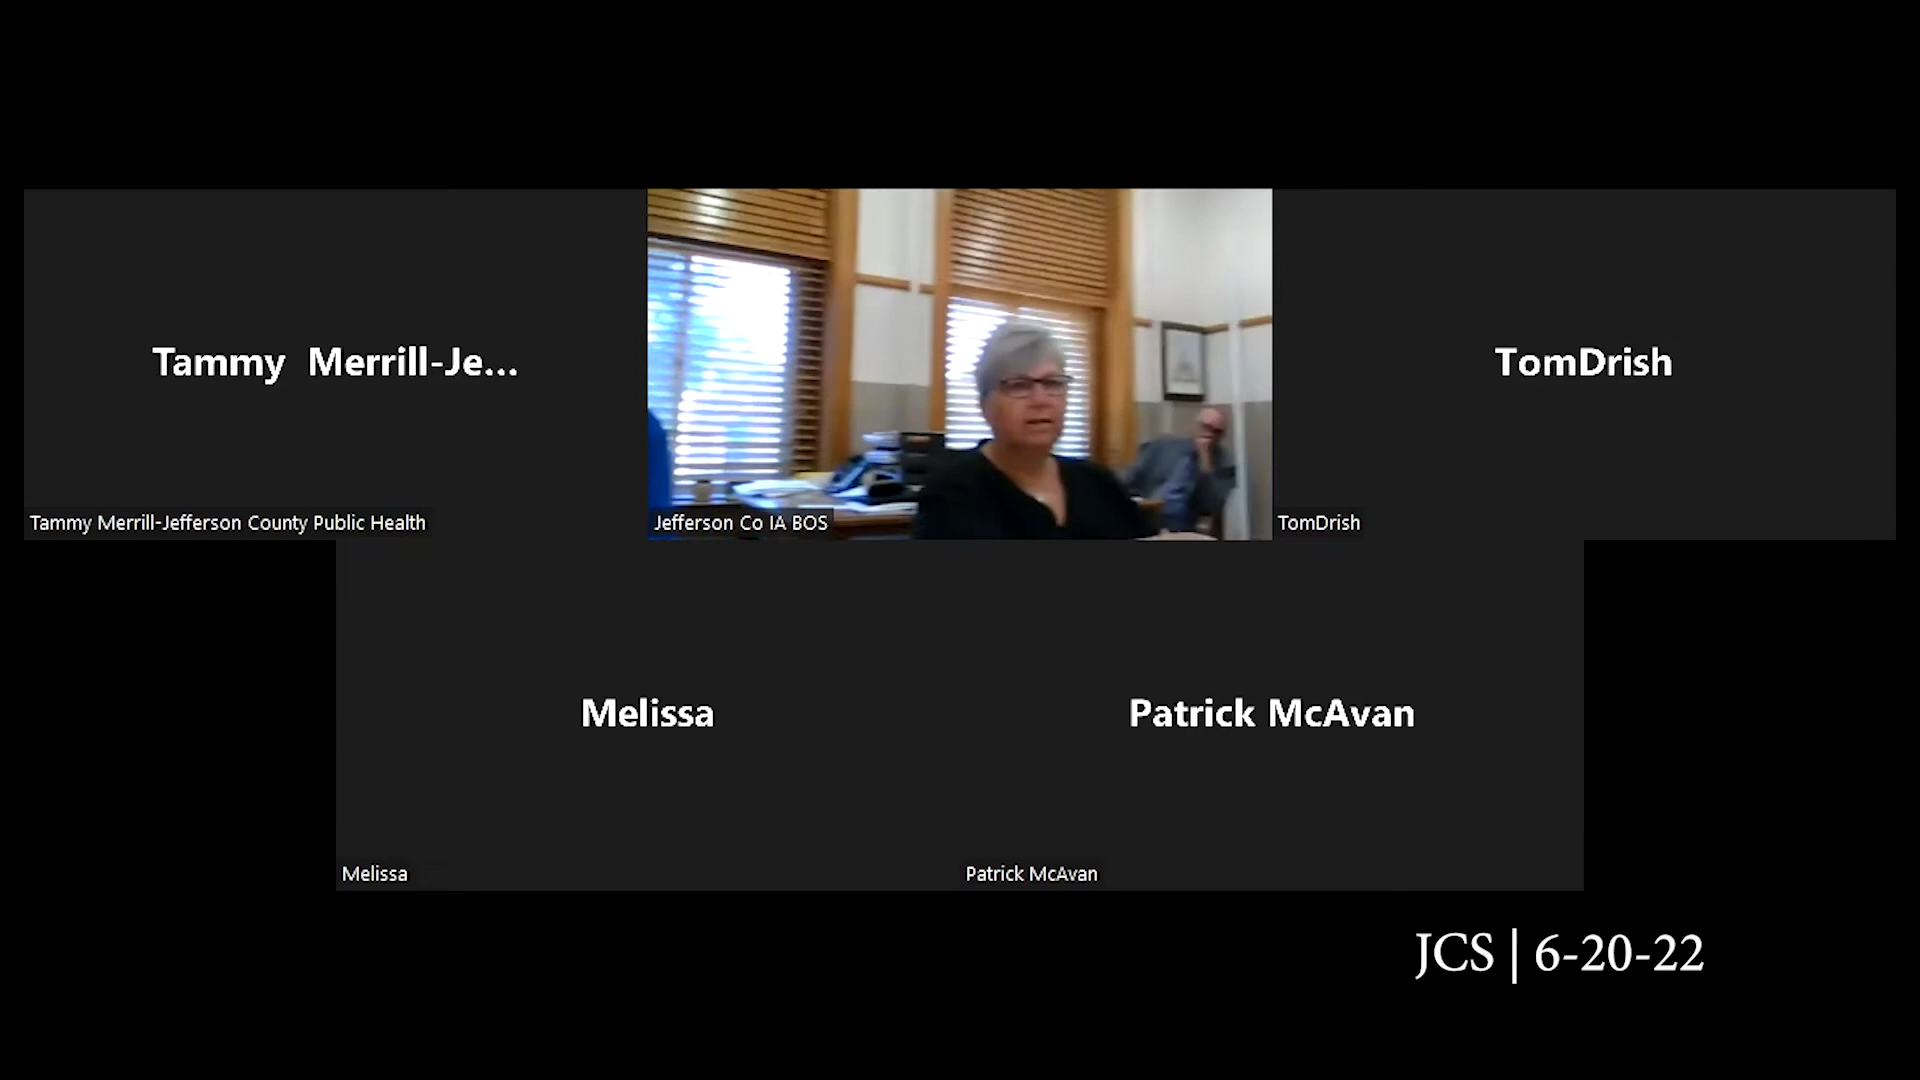 Tammy  Merrill-Je...
TomDrish
Tammy Merrill-Jefferson County Public Health
Jefferson Co IA BOS
TomDrish
Melissa
Patrick McAvan
Melissa
Patrick McAvan
JCS | 6-20-22